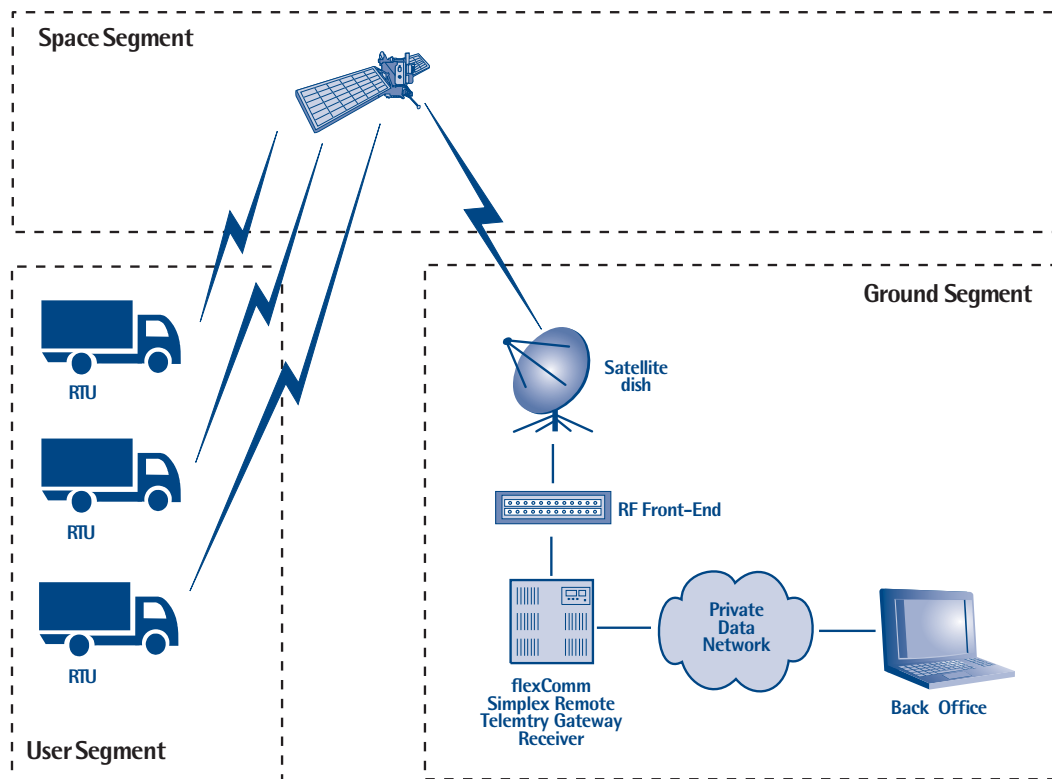 Space Segment
Ground Segment
Satellite
dish
RTU
RTU
RTU
RF Front-End
Private
Data
Network
flexComm
Simplex Remote
Telemtry Gateway
Receiver
Back Office
User Segment